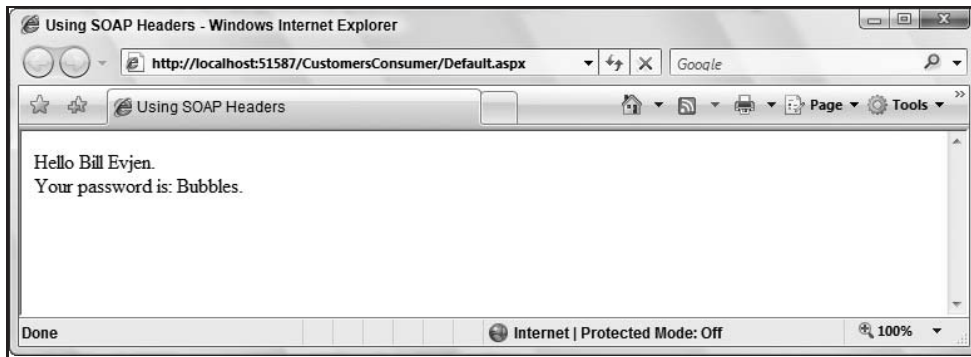 Using SOAP Headers - Windows Internet Explorer
http://localhost:51587/CustomersConsumer/Default.aspx
Google
Using SOAP Headers
Page
Tools
Hello Bill Evjen.
Your password is: Bubbles.
Done
Internet | Protected Mode: Off
100%